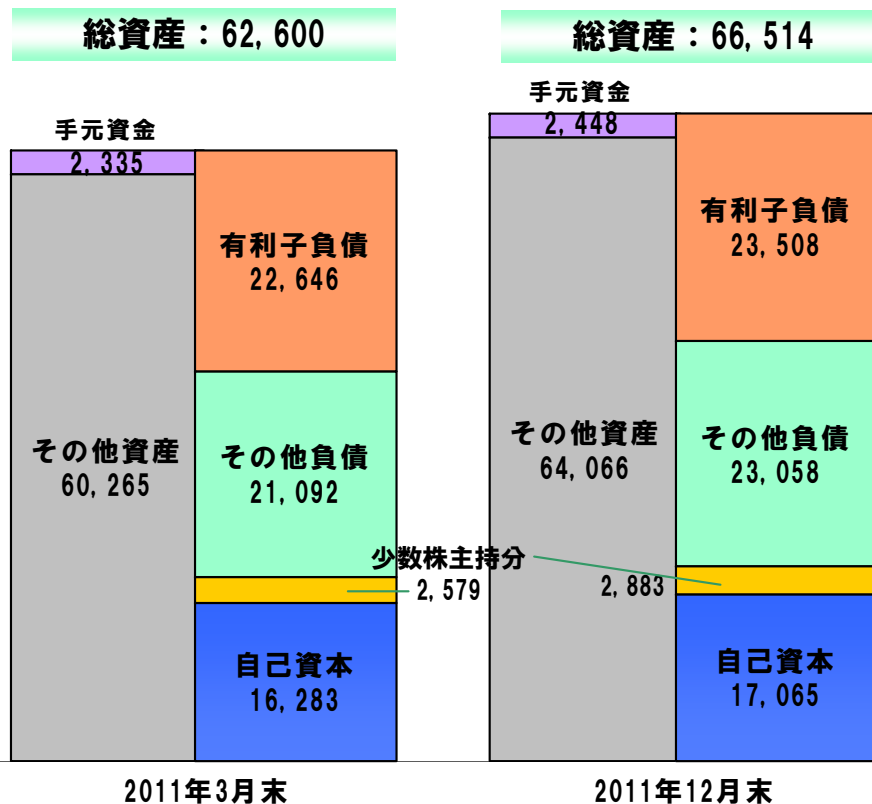 総資産：62,600
手元資金
2,335
有利子負債
22,646
その他資産
60,265
その他負債
21,092
少数株主持分
2,579
自己資本
16,283
2011年3月末
総資産：66,514
手元資金
2,448
有利子負債
23,508
その他資産
64,066
その他負債
23,058
2,883
自己資本
17,065
2011年12月末